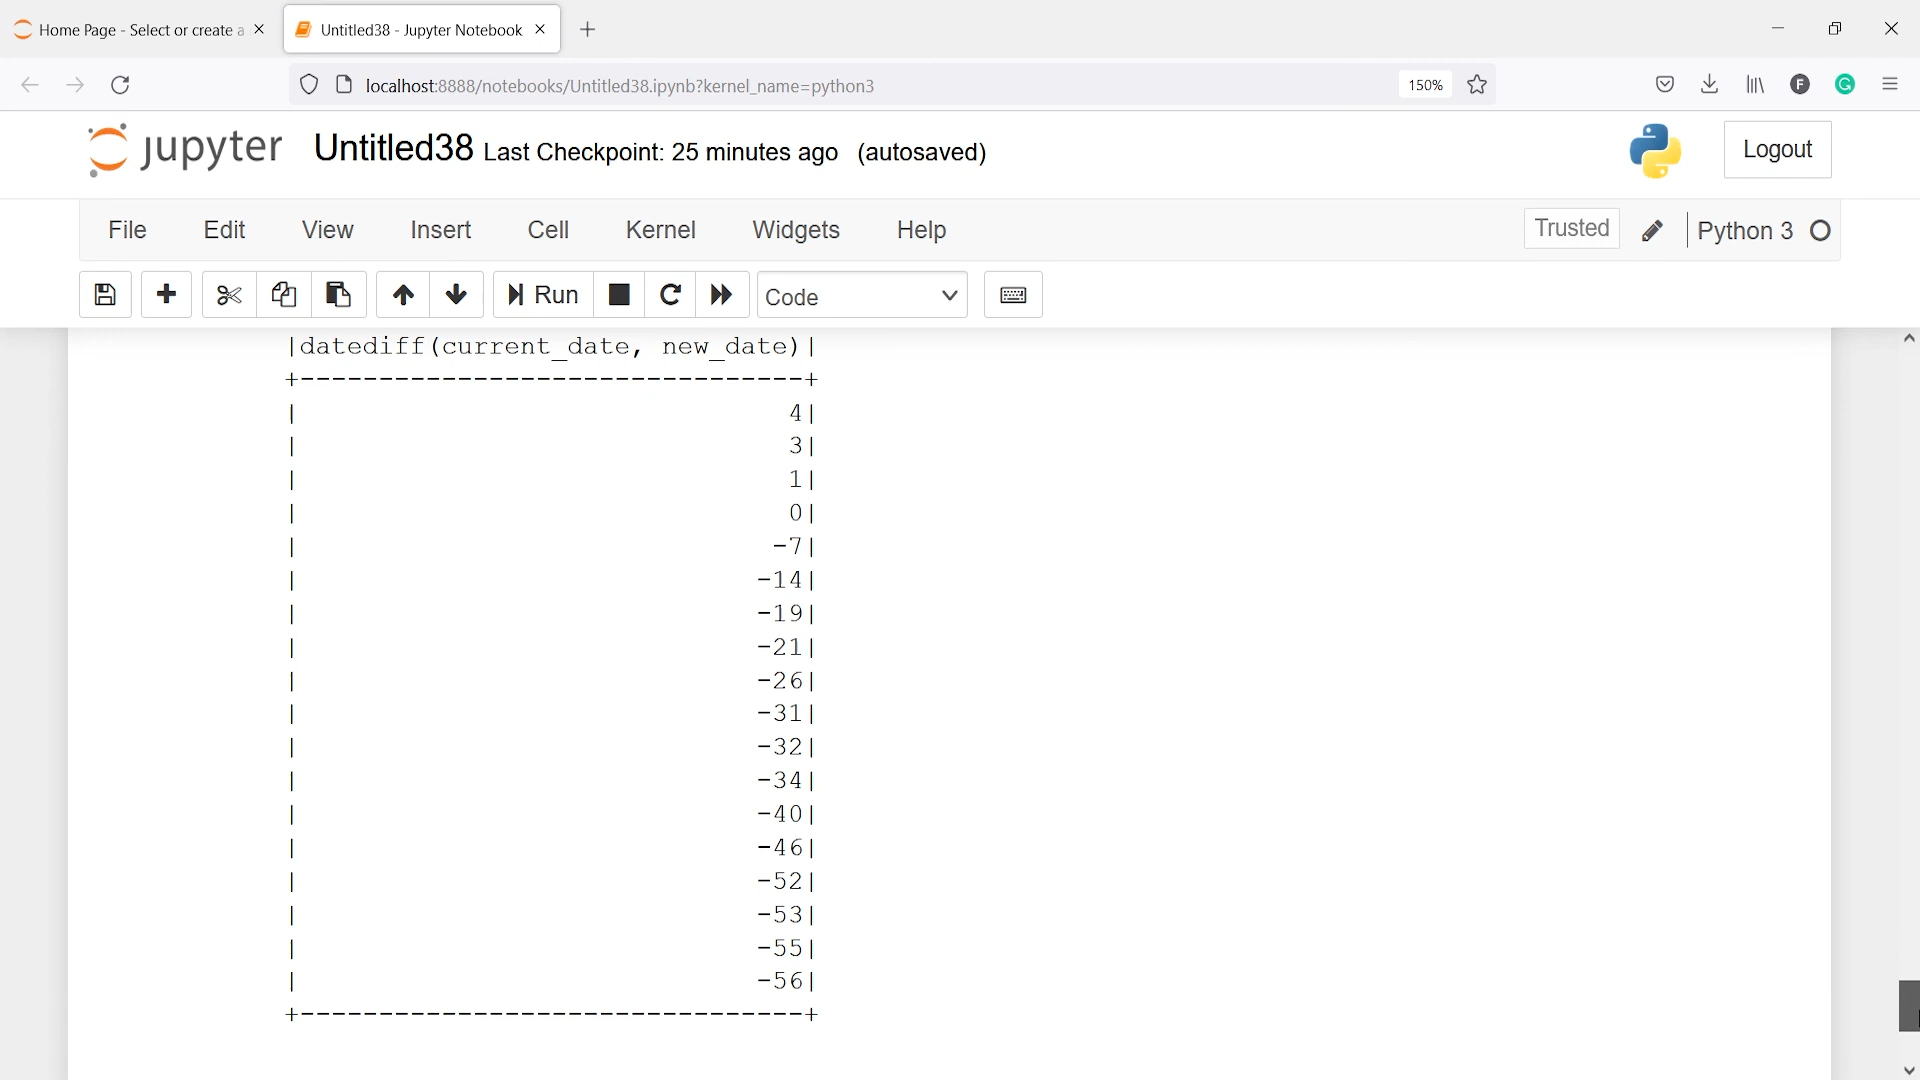 Home Page - Select or create a
Untitled38 - Jupyter Notebook
localhost:8888/notebooks/Untitled38.ipynb?kernel_name=python3
150%
F
G
jupyter
Untitled38 Last Checkpoint: 25 minutes ago (autosaved)
Logout
File Edit View Insert Cell Kernel Widgets Help
Trusted
Python 3
Run
Code
|datediff(current_date, new_date)|
+--------------------------------+
| 4|
| 3|
| 1|
| 0|
| -7|
| -14|
| -19|
| -21|
| -26|
| -31|
| -32|
| -34|
| -40|
| -46|
| -52|
| -53|
| -55|
| -56|
+--------------------------------+